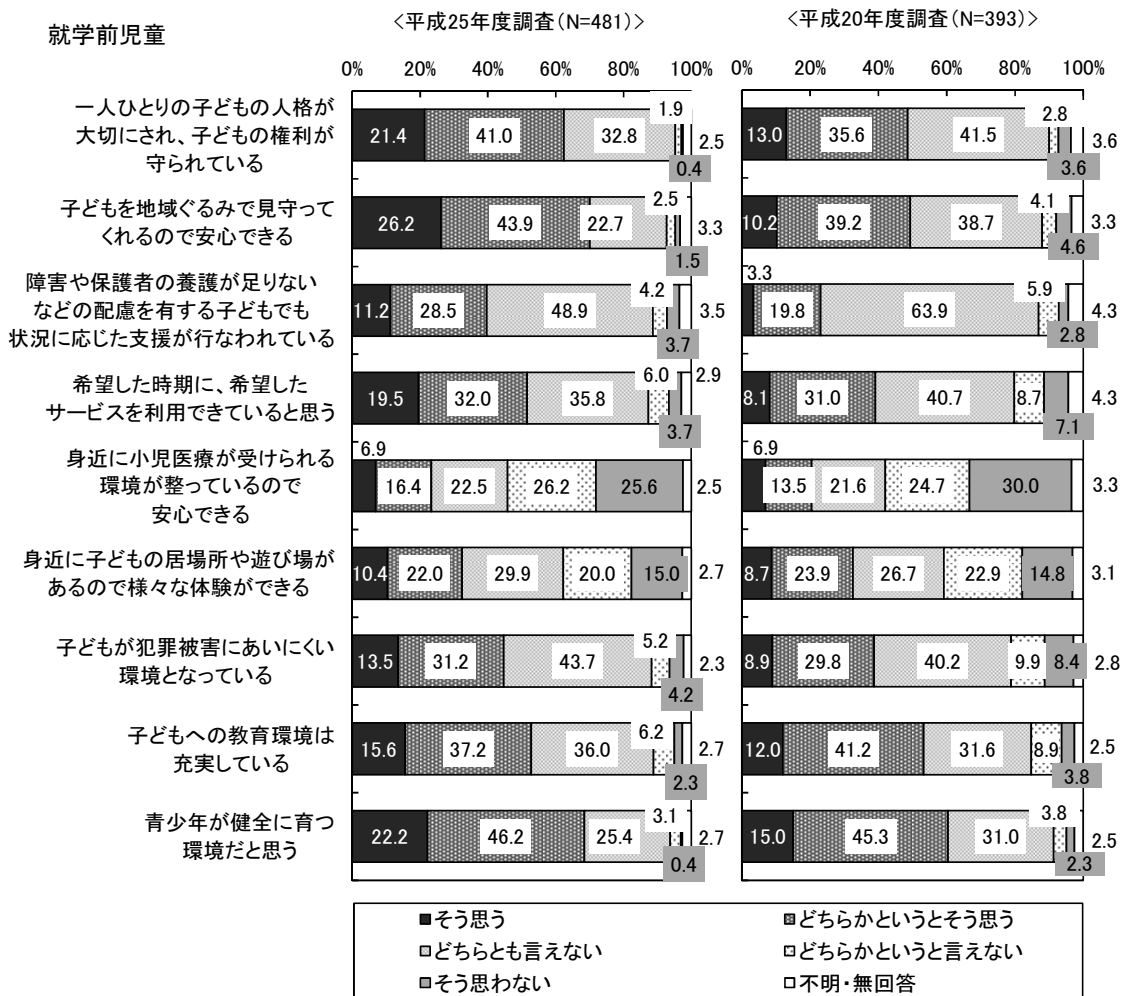 就学前児童
〈平成25年度調査(N=481)〉
〈平成20年度調査(N=393)〉
0% 20% 40% 60% 80% 100%
0% 20% 40% 60% 80% 100%
一人ひとりの子どもの人格が
大切にされ、子どもの権利が
守られている
21.4 41.0 32.8 1.9 0.4 2.5
13.0 35.6 41.5 2.8 3.6 3.6
子どもを地域ぐるみで見守って
くれるので安心できる
26.2 43.9 22.7 2.5 1.5 3.3
10.2 39.2 38.7 4.1 4.6 3.3
障害や保護者の養護が足りない
などの配慮を有する子どもでも
状況に応じた支援が行なわれている
11.2 28.5 48.9 4.2 3.7 3.5
3.3 19.8 63.9 5.9 2.8 4.3
希望した時期に、希望した
サービスを利用できていると思う
19.5 32.0 35.8 6.0 3.7 2.9
8.1 31.0 40.7 8.7 7.1 4.3
身近に小児医療が受けられる
環境が整っているので
安心できる
6.9 16.4 22.5 26.2 25.6 2.5
6.9 13.5 21.6 24.7 30.0 3.3
身近に子どもの居場所や遊び場が
あるので様々な体験ができる
10.4 22.0 29.9 20.0 15.0 2.7
8.7 23.9 26.7 22.9 14.8 3.1
子どもが犯罪被害にあいにくい
環境となっている
13.5 31.2 43.7 5.2 4.2 2.3
8.9 29.8 40.2 9.9 8.4 2.8
子どもへの教育環境は
充実している
15.6 37.2 36.0 6.2 2.3 2.7
12.0 41.2 31.6 8.9 3.8 2.5
青少年が健全に育つ
環境だと思う
22.2 46.2 25.4 3.1 0.4 2.7
15.0 45.3 31.0 3.8 2.3 2.5
そう思う
どちらかというとそう思う
どちらとも言えない
どちらかというと言えない
そう思わない
不明・無回答